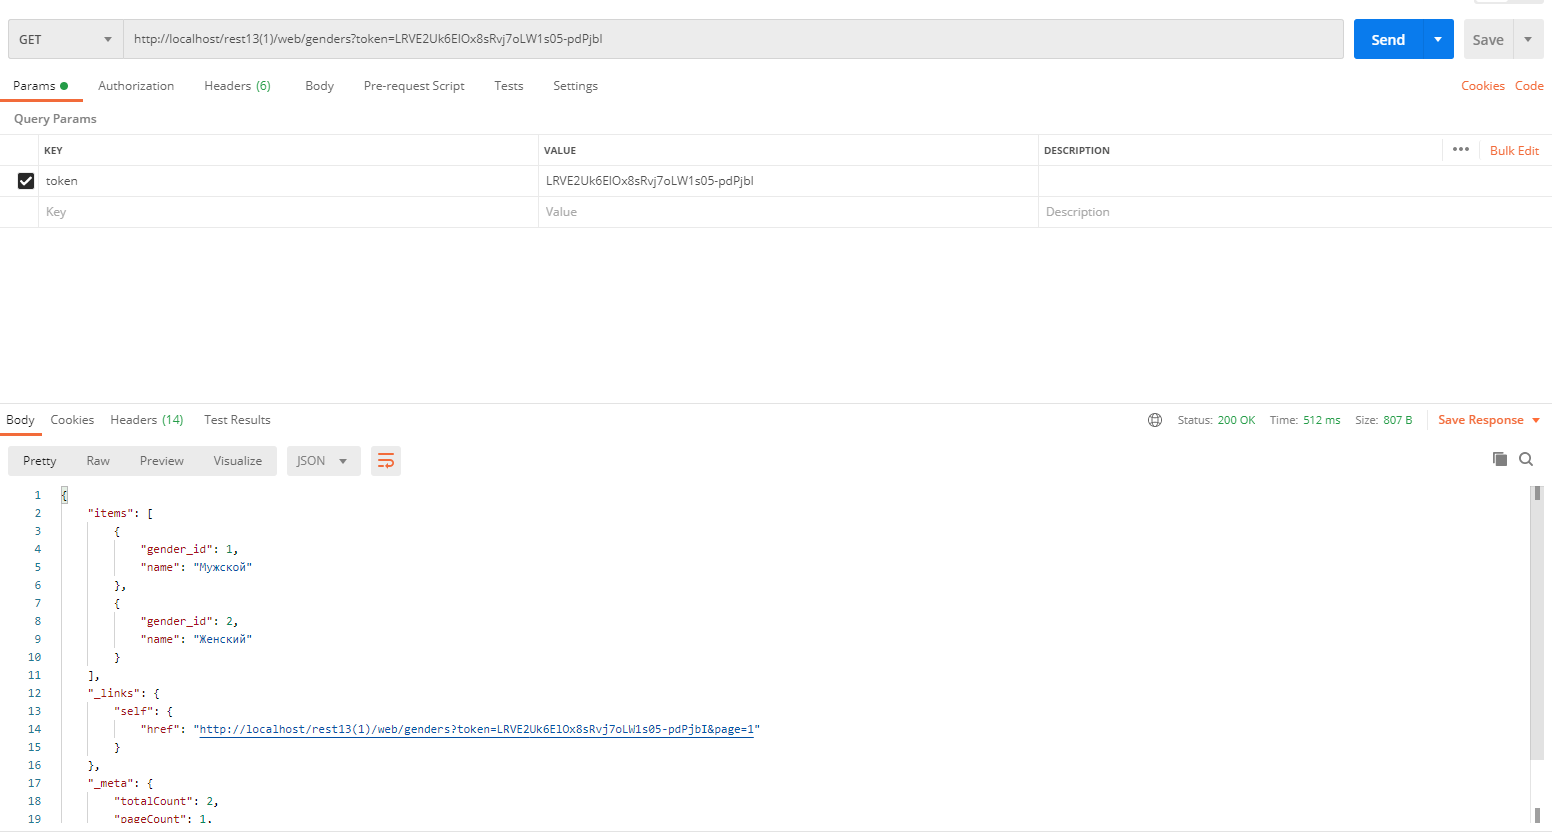 GET http://localhost/rest13(1)/web/genders?token=LRVE2Uk6ElOx8sRvj7oLW1s05-pdPjbI Send Save
Params Authorization Headers (6) Body Pre-request Script Tests Settings Cookies Code
Query Params
KEY VALUE DESCRIPTION ••• Bulk Edit
token LRVE2Uk6ElOx8sRvj7oLW1s05-pdPjbI
Key Value Description
Body Cookies Headers (14) Test Results Status: 200 OK Time: 512 ms Size: 807 B Save Response
Pretty Raw Preview Visualize JSON
1 {
2 "items": [
3 {
4 "gender_id": 1,
5 "name": "Мужской"
6 },
7 {
8 "gender_id": 2,
9 "name": "Женский"
10 }
11 ],
12 "_links": {
13 "self": {
14 "href": "http://localhost/rest13(1)/web/genders?token=LRVE2Uk6ElOx8sRvj7oLW1s05-pdPjbI&page=1"
15 }
16 },
17 "_meta": {
18 "totalCount": 2,
19 "pageCount": 1,